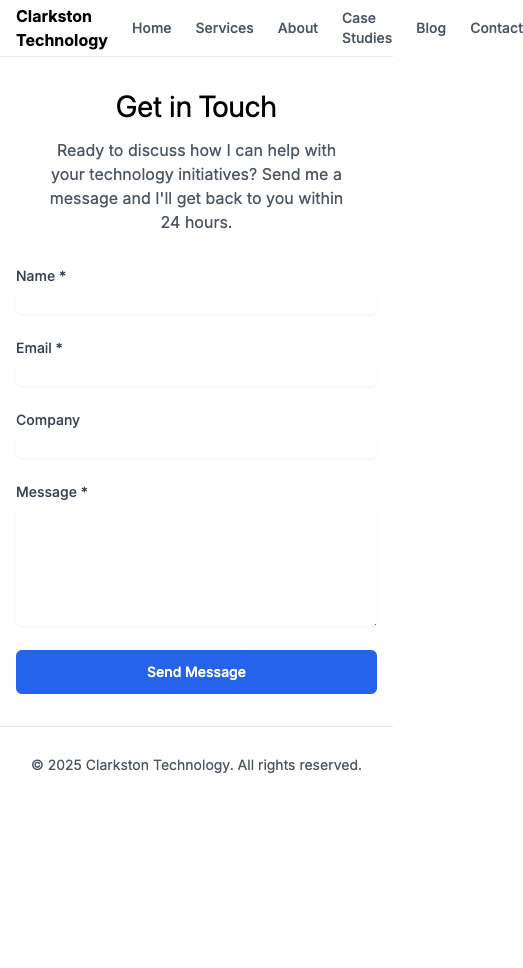 Clarkston
Technology
Home
Services
About
Case
Studies
Blog
Contact
Get in Touch
Ready to discuss how I can help with
your technology initiatives? Send me a
message and I'll get back to you within
24 hours.
Name *
Email *
Company
Message *
Send Message
© 2025 Clarkston Technology. All rights reserved.